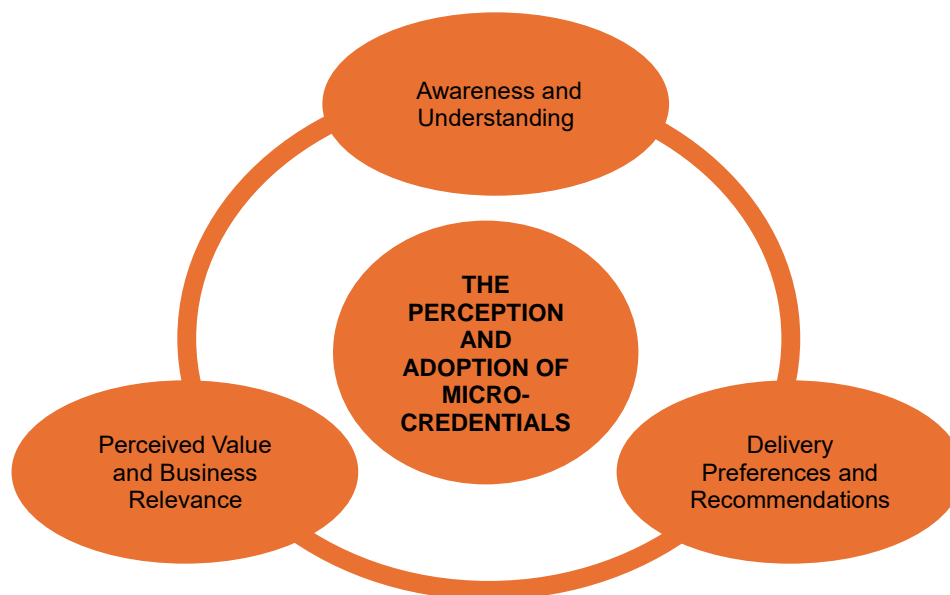 Awareness and
Understanding
THE
PERCEPTION
AND
ADOPTION OF
MICRO-
CREDENTIALS
Perceived Value
and Business
Relevance
Delivery
Preferences and
Recommendations